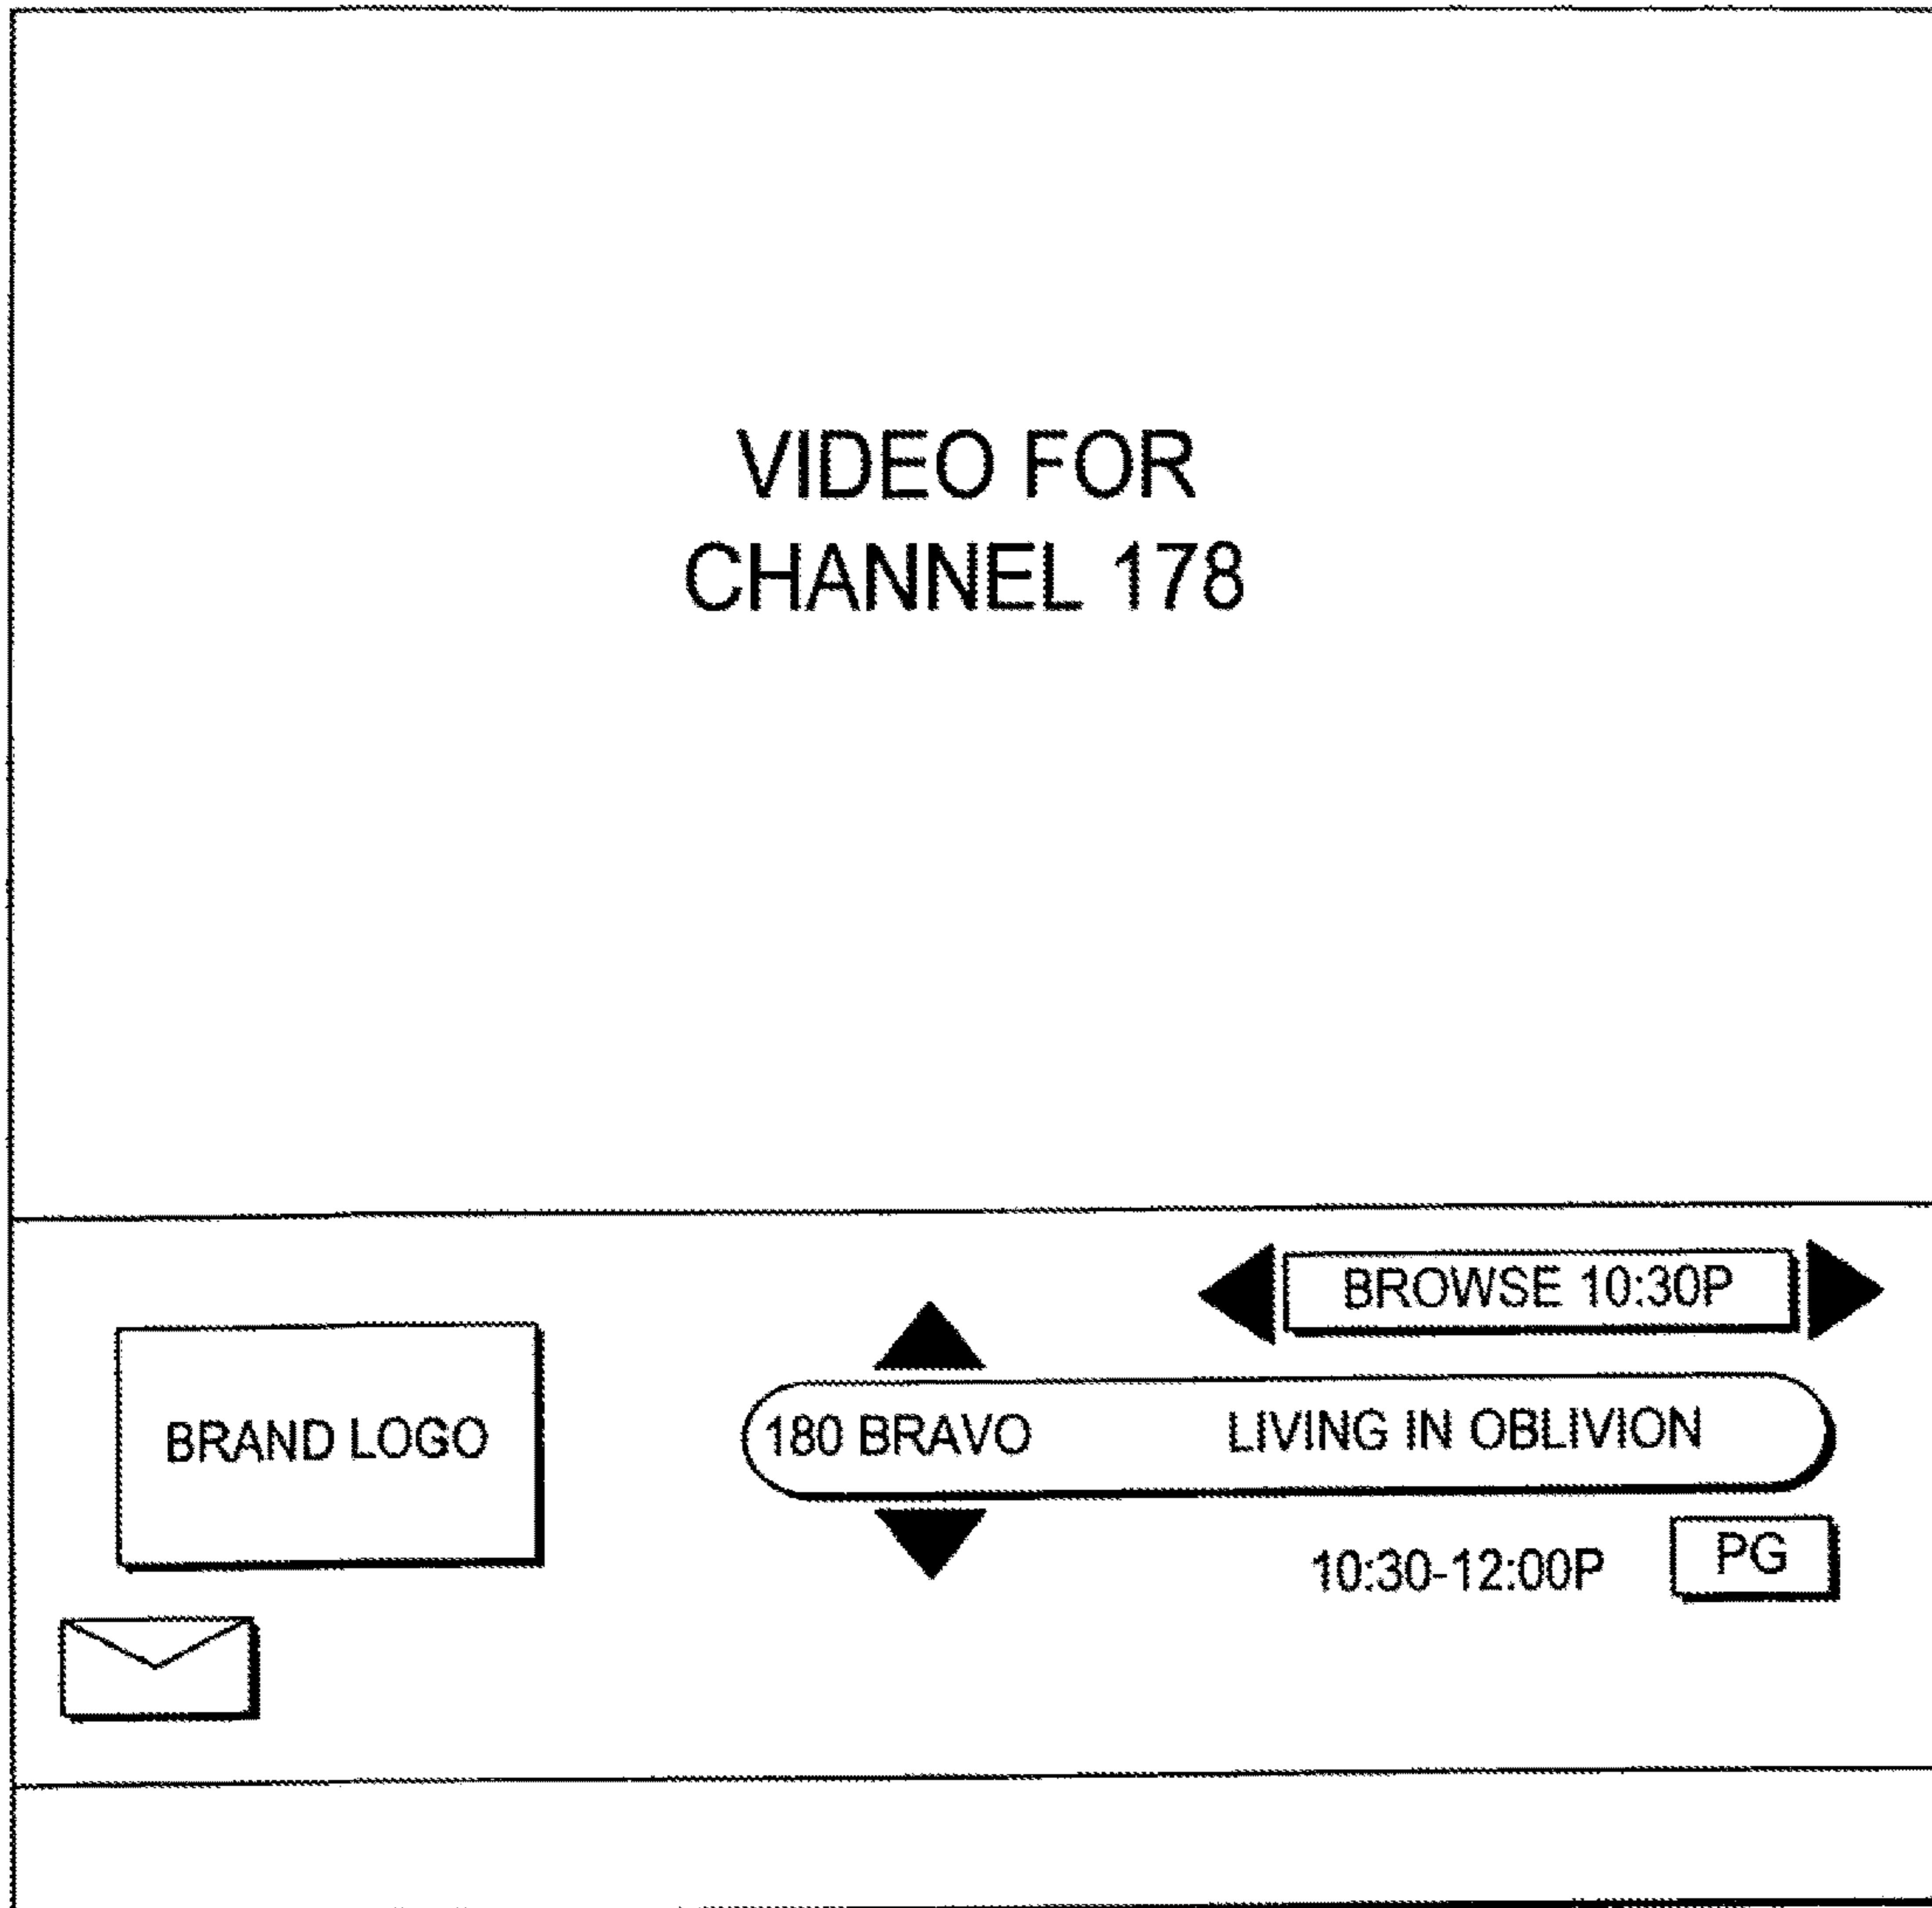 VIDEO FOR
CHANNEL 178
BROWSE 10:30P
BRAND LOGO
180 BRAVO LIVING IN OBLIVION
10:30-12:00P PG